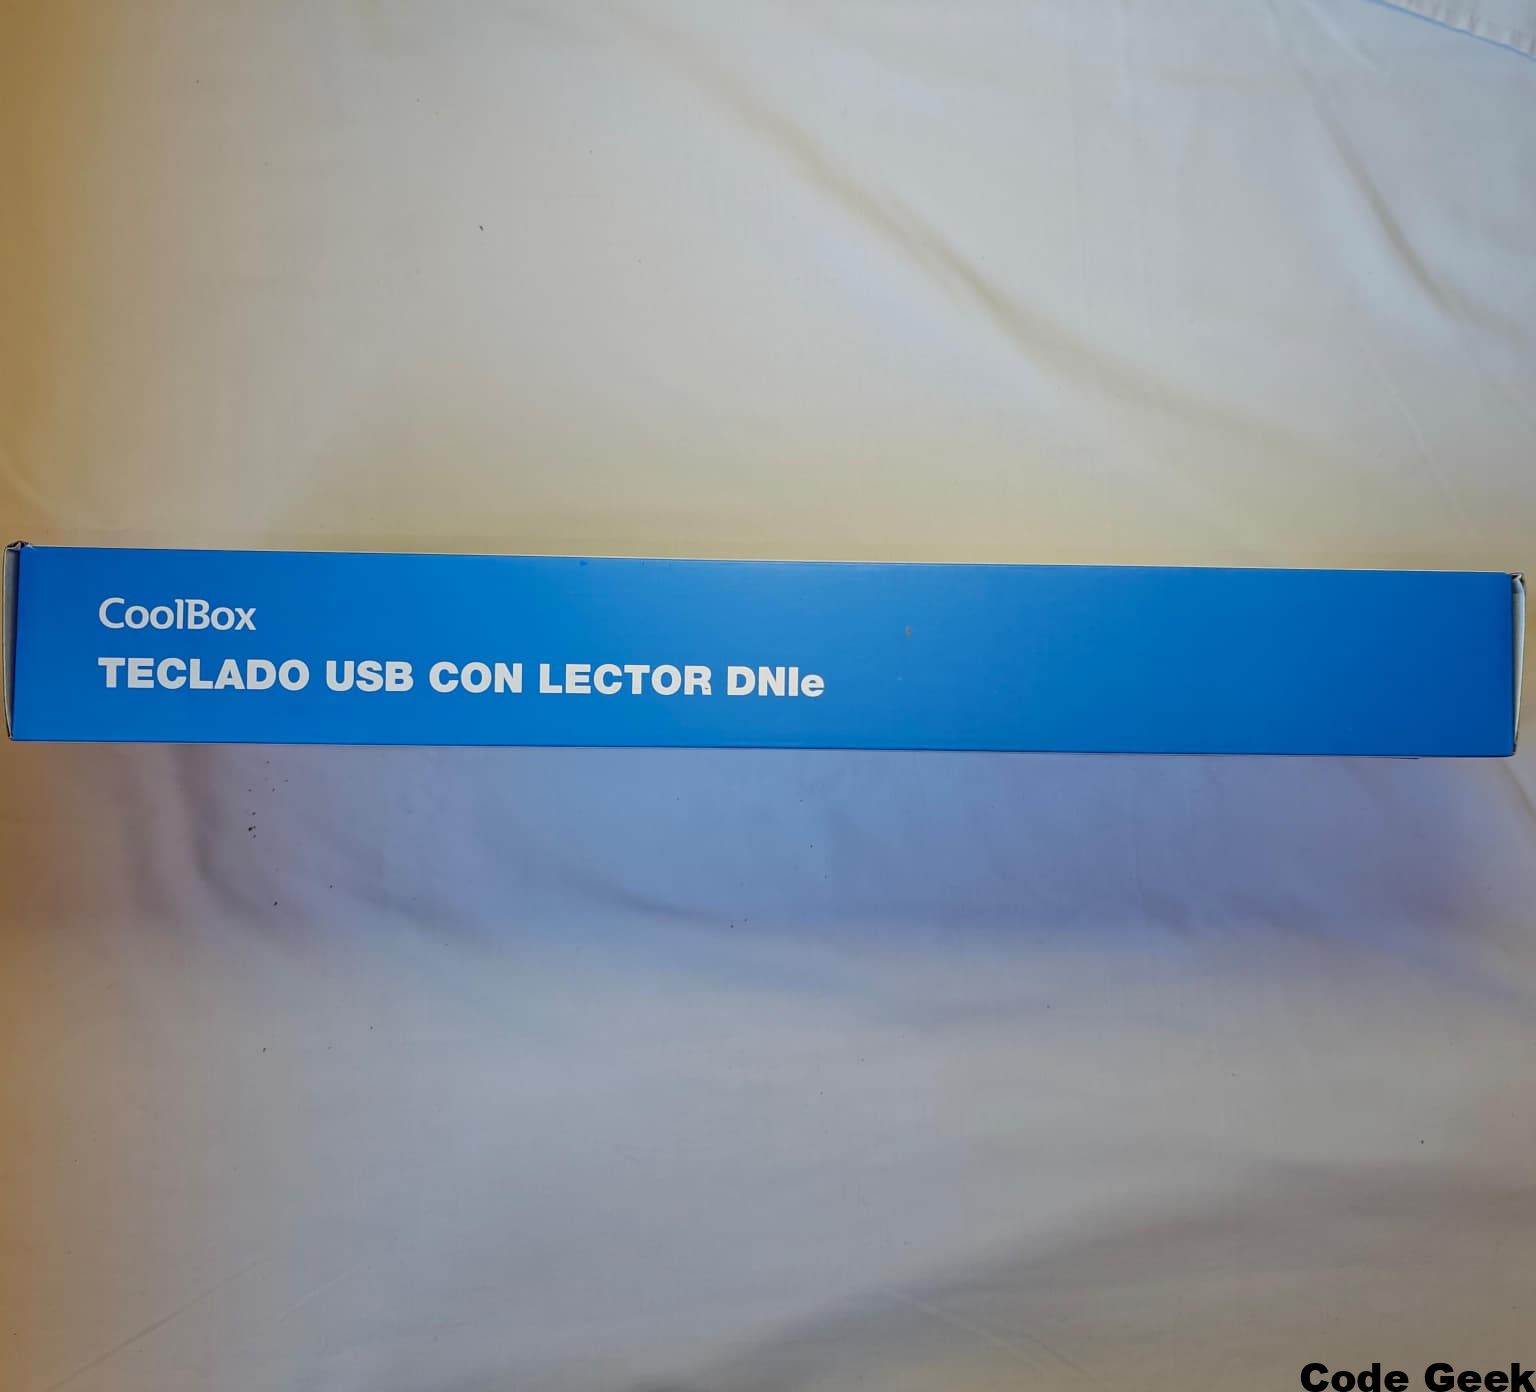 CoolBox
TECLADO USB CON LECTOR DNIe
Code Geek